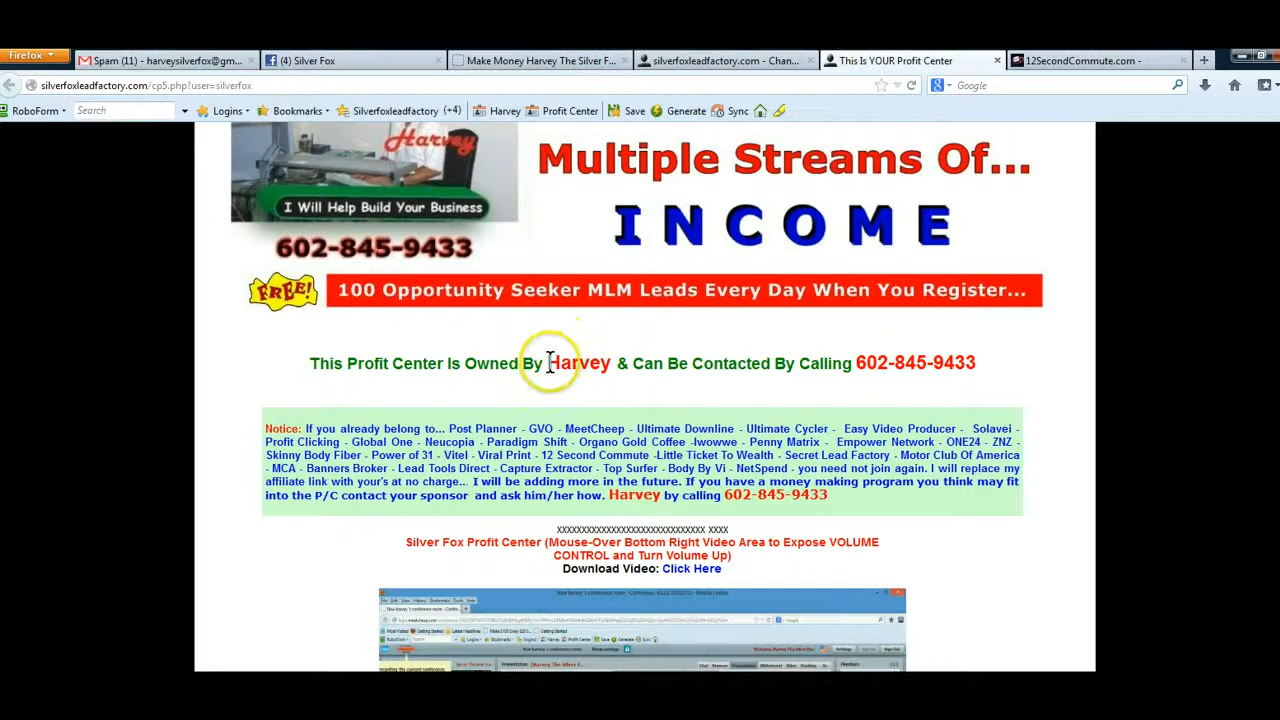 Firefox
Spam (11) - harveysilverfox@gm...
(4) Silver Fox
Make Money Harvey The Silver F...
silverfoxleadfactory.com - Chan...
This Is YOUR Profit Center
12SecondCommute.com -
silverfoxleadfactory.com/cp5.php?user=silverfox
Google
RoboForm
Search
Logins
Bookmarks
Silverfoxleadfactory (+4)
Harvey
Profit Center
Save
Generate
Sync
Harvey
I Will Help Build Your Business
602-845-9433
Multiple Streams Of...
INCOME
FREE!
100 Opportunity Seeker MLM Leads Every Day When You Register...
This Profit Center Is Owned By Harvey & Can Be Contacted By Calling 602-845-9433
Notice: If you already belong to... Post Planner - GVO - MeetCheep - Ultimate Downline - Ultimate Cycler - Easy Video Producer - Solavei -
Profit Clicking - Global One - Neucopia - Paradigm Shift - Organo Gold Coffee -Iwowwe - Penny Matrix - Empower Network - ONE24 - ZNZ -
Skinny Body Fiber - Power of 31 - Vitel - Viral Print - 12 Second Commute -Little Ticket To Wealth - Secret Lead Factory - Motor Club Of America
- MCA - Banners Broker - Lead Tools Direct - Capture Extractor - Top Surfer - Body By Vi - NetSpend - you need not join again. I will replace my
affiliate link with your's at no charge... I will be adding more in the future. If you have a money making program you think may fit
into the P/C contact your sponsor and ask him/her how. Harvey by calling 602-845-9433
xxxxxxxxxxxxxxxxxxxxxxxxxxxxx xxxx
Silver Fox Profit Center (Mouse-Over Bottom Right Video Area to Expose VOLUME
CONTROL and Turn Volume Up)
Download Video: Click Here